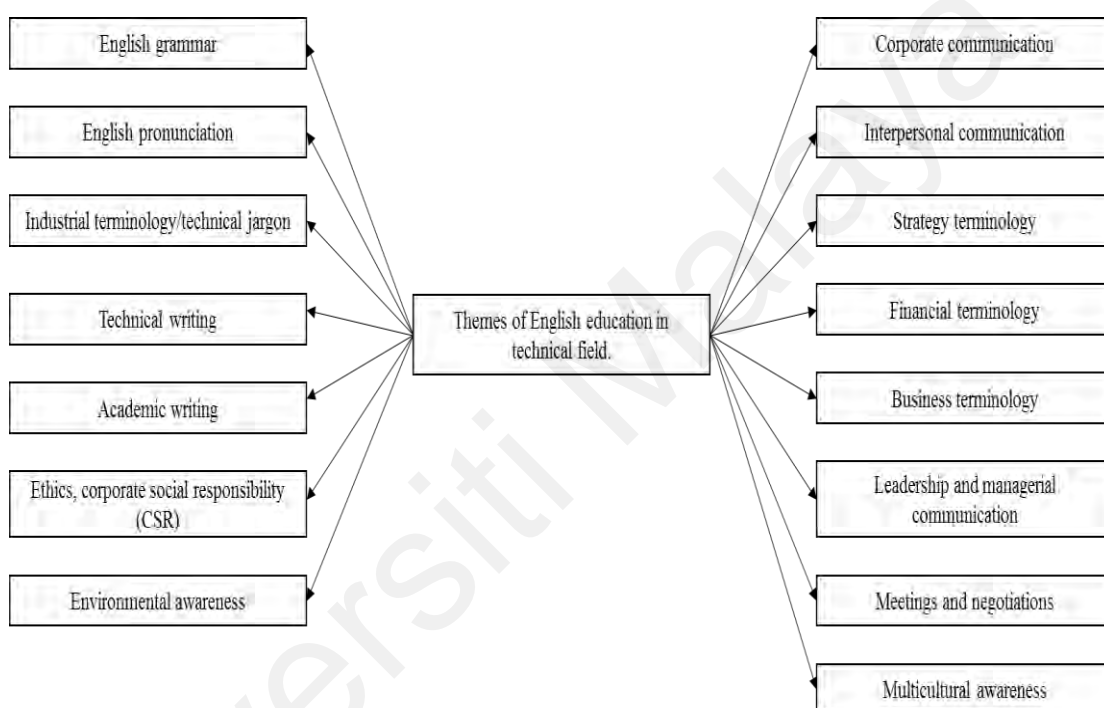 English grammar
English pronunciation
Industrial terminology/technical jargon
Technical writing
Academic writing
Ethics, corporate social responsibility
(CSR)
Environmental awareness
Themes of English education in
technical field.
Corporate communication
Interpersonal communication
Strategy terminology
Financial terminology
Business terminology
Leadership and managerial
communication
Meetings and negotiations
Multicultural awareness
ersiti Malaya